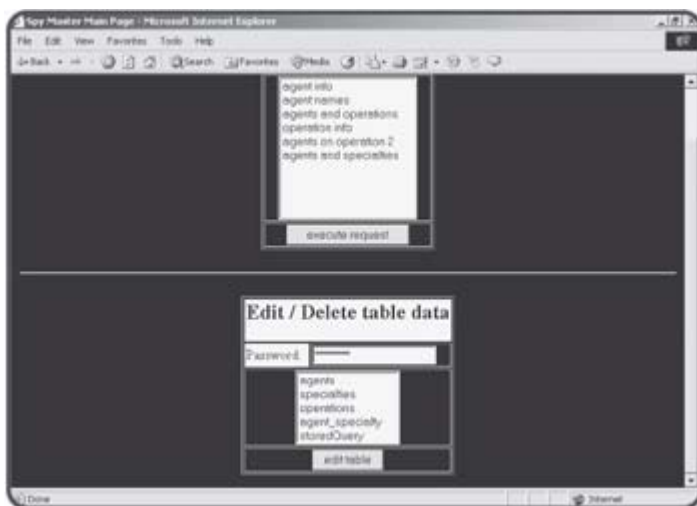 Spy Master Main Page - Microsoft Internet Explorer
File Edit View Favorites Tools Help
Back Search Favorites Media
agent info
agent names
agents and operations
operation info
agents on operation 2
agents and specialties
execute request
Edit / Delete table data
Password
agents
specialties
operations
agent_specialty
storedQuery
edit table
Done Internet